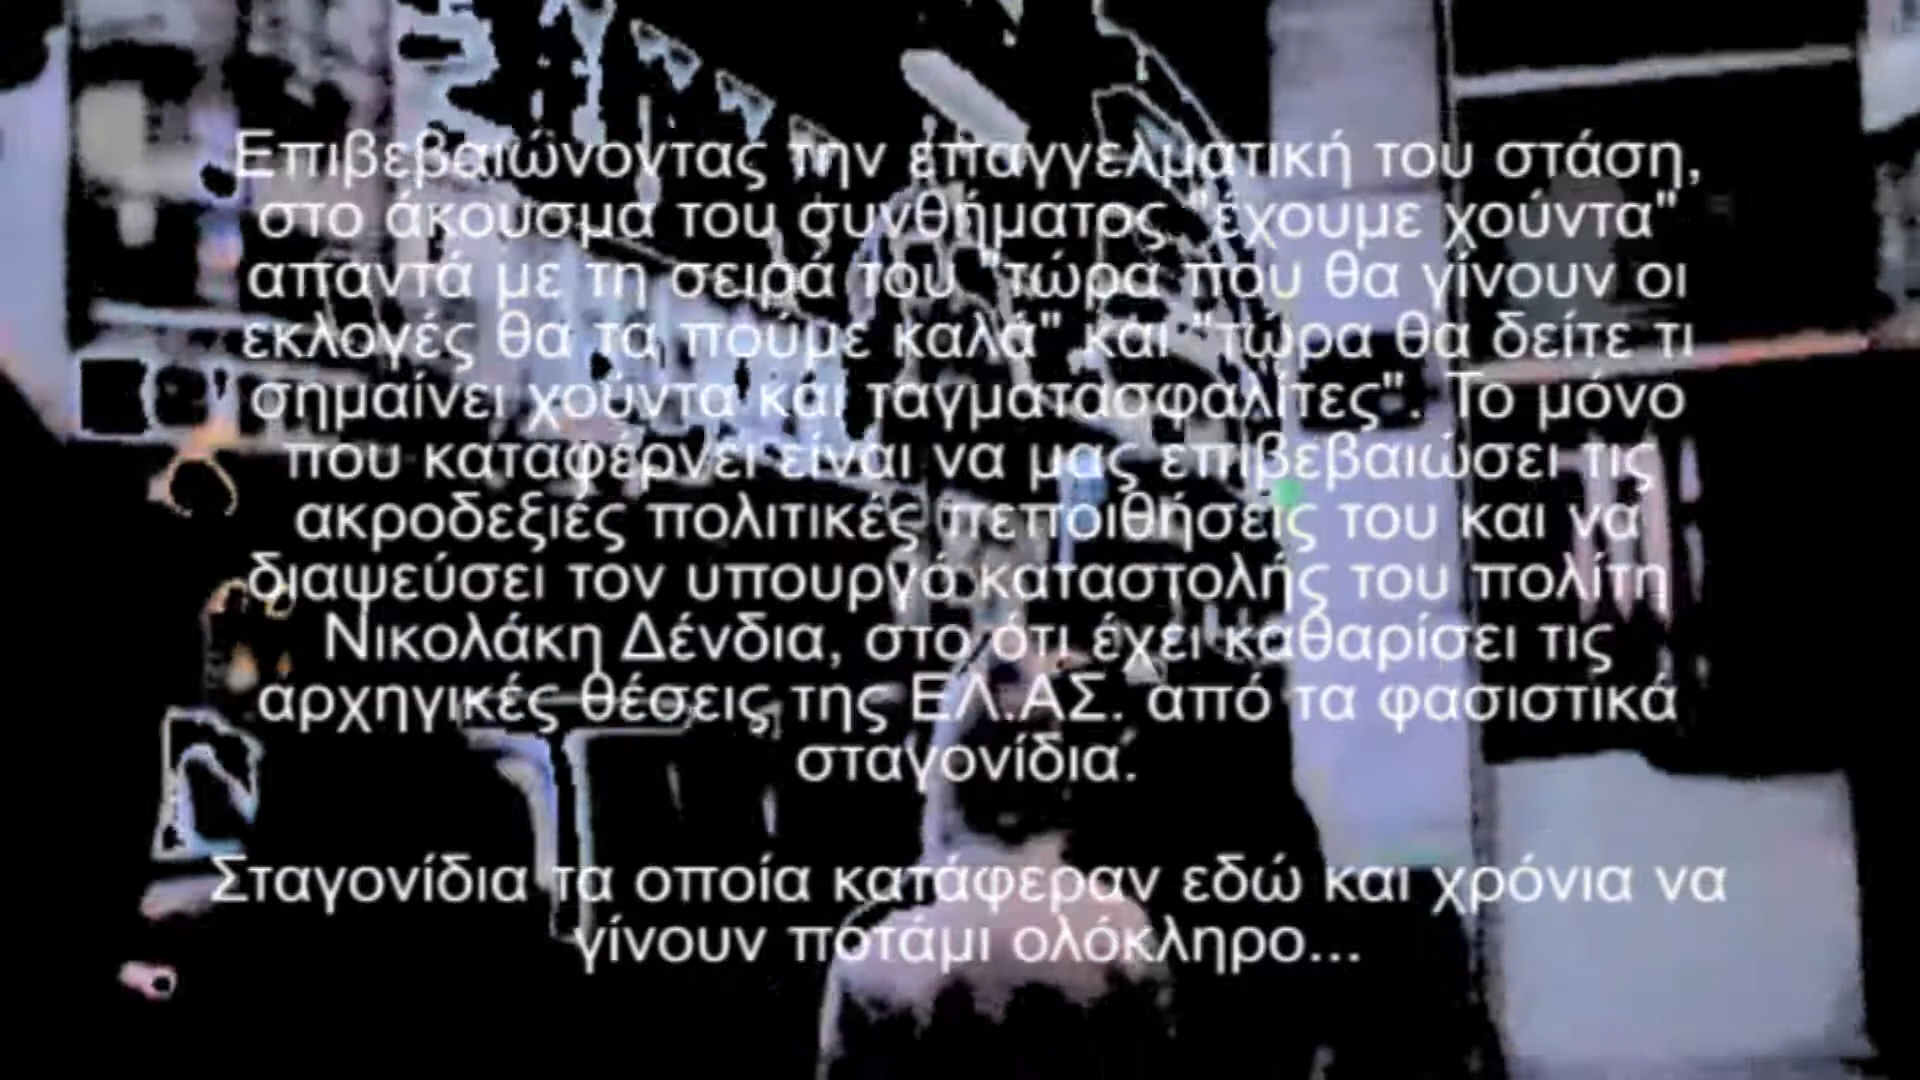 Επιβεβαιώνοντας την επαγγελματική του στάση,
στο άκουσμα του συνθήματος "έχουμε χούντα"
απαντά με τη σειρά του "τώρα που θα γίνουν οι
εκλογές θα τα πούμε καλά" και "τώρα θα δείτε τι
σημαίνει χούντα και ταγματασφαλίτες". Το μόνο
που καταφέρνει είναι να μας επιβεβαιώσει τις
ακροδεξιές πολιτικές πεποιθήσεις του και να
διαψεύσει τον υπουργό καταστολής του πολίτη
Νικολάκη Δένδια, στο ότι έχει καθαρίσει τις
αρχηγικές θέσεις της ΕΛ.ΑΣ. από τα φασιστικά
σταγονίδια.
Σταγονίδια τα οποία κατάφεραν εδώ και χρόνια να
γίνουν ποτάμι ολόκληρο...